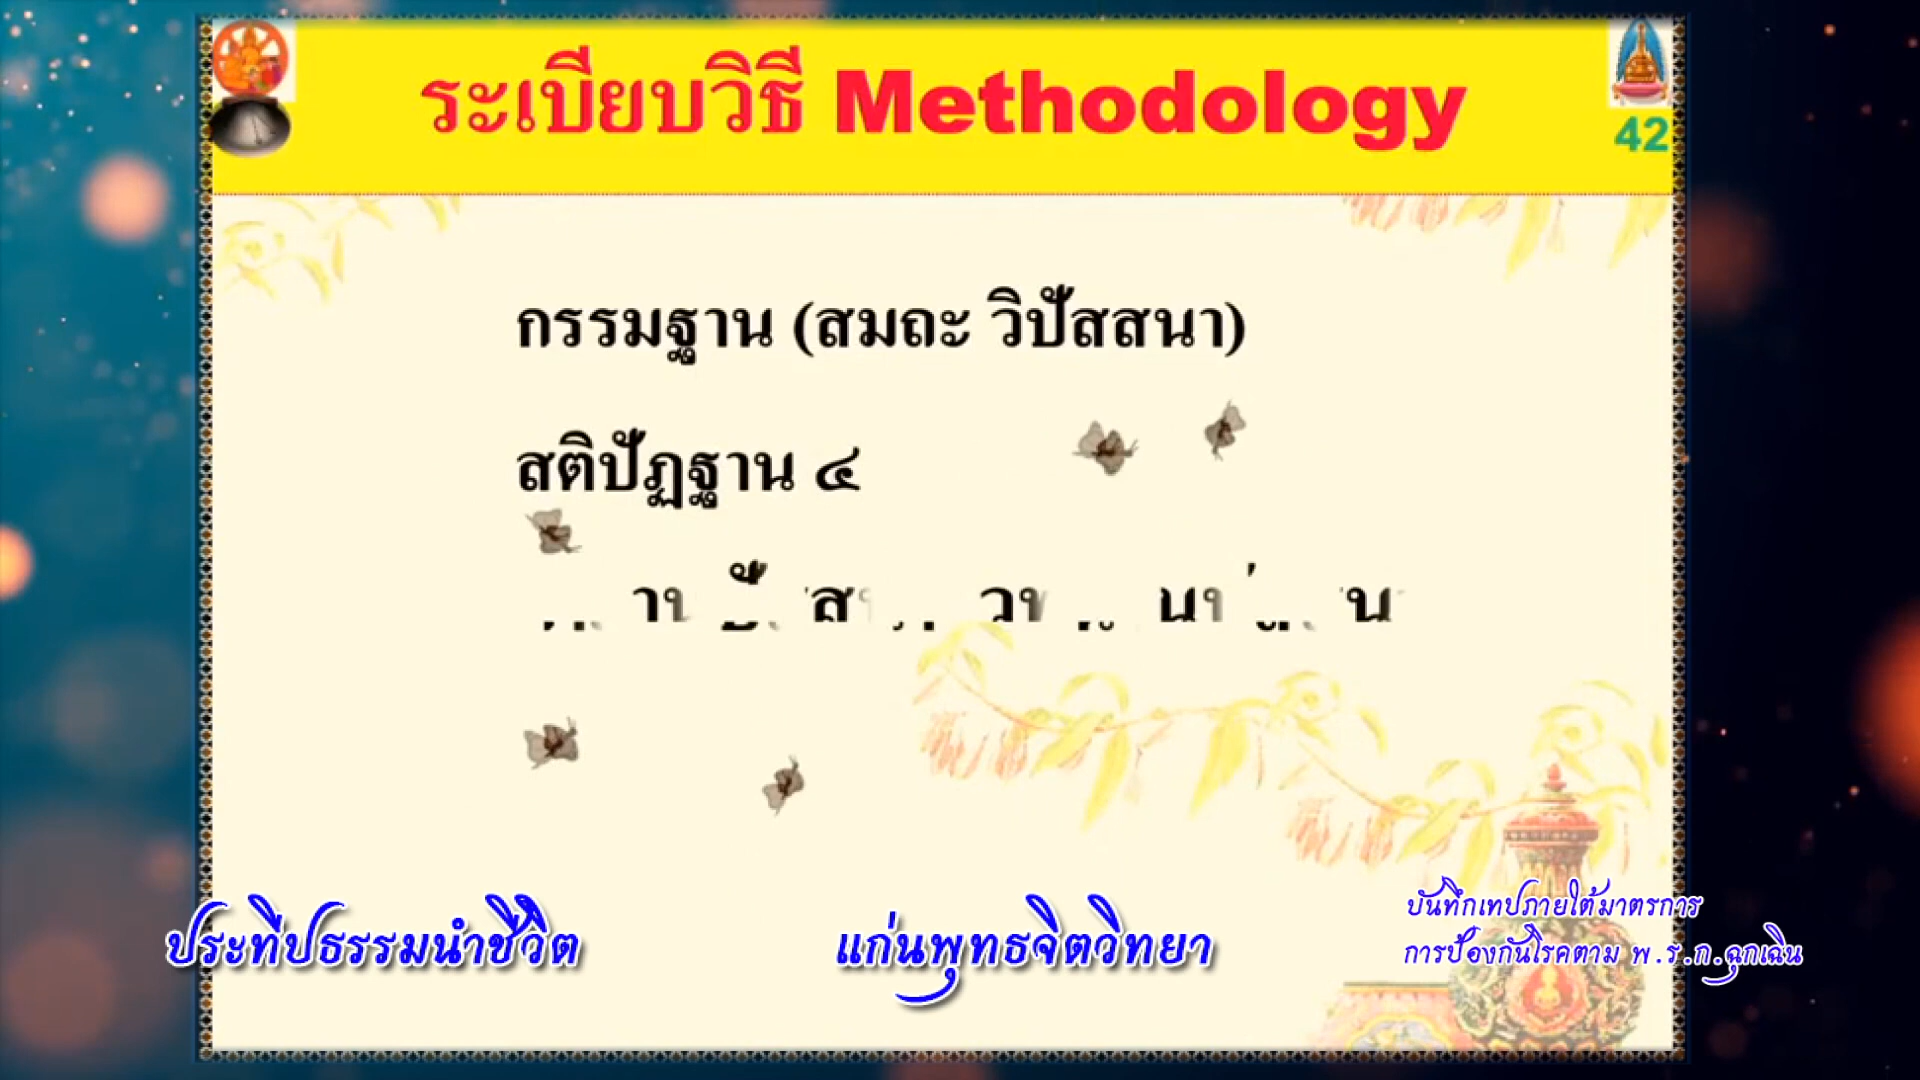 ระเบียบวิธี Methodology
42
กรรมฐาน (สมถะ วิปัสสนา)
สติปัฏฐาน ๔
ประทีปธรรมนำชีวิต
แก่นพุทธจิตวิทยา
บันทึกเทปภายใต้มาตรการ
การป้องกันโรคตาม พ.ร.ก.ฉุกเฉิน